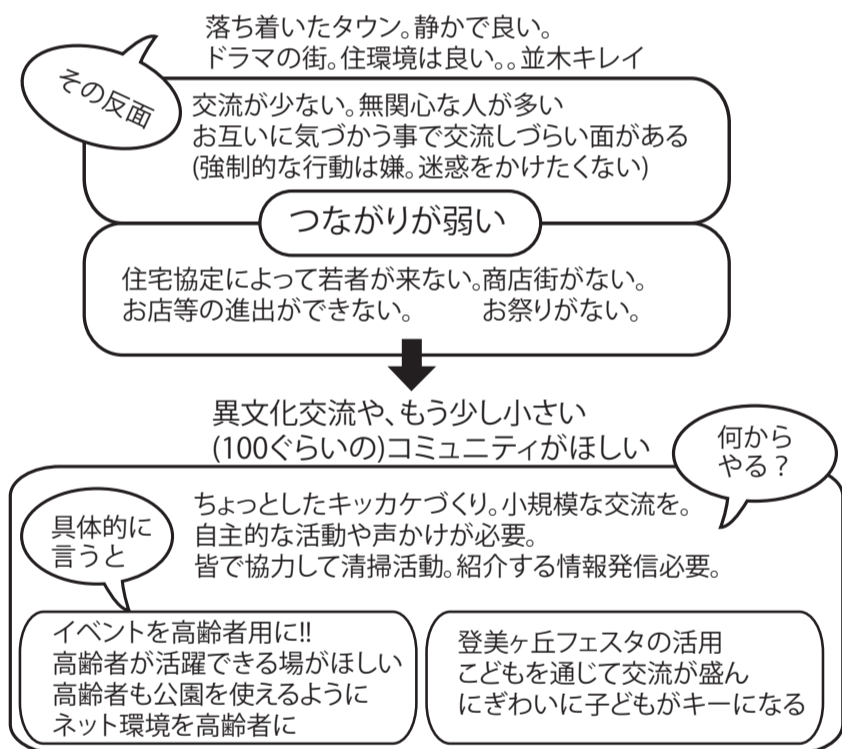 落ち着いたタウン。静かで良い。
ドラマの街。住環境は良い。。並木キレイ
その反面
交流が少ない。無関心な人が多い
お互いに気づかう事で交流しづらい面がある
(強制的な行動は嫌。迷惑をかけたくない)
つながりが弱い
住宅協定によって若者が来ない。商店街がない。
お店等の進出ができない。 お祭りがない。
異文化交流や、もう少し小さい
(100ぐらいの)コミュニティがほしい
何から
やる?
ちょっとしたキッカケづくり。小規模な交流を。
自主的な活動や声かけが必要。
皆で協力して清掃活動。紹介する情報発信必要。
具体的に
言うと
イベントを高齢者用に!!
高齢者が活躍できる場がほしい
高齢者も公園を使えるように
ネット環境を高齢者に
登美ヶ丘フェスタの活用
こどもを通じて交流が盛ん
にぎわいに子どもがキーになる